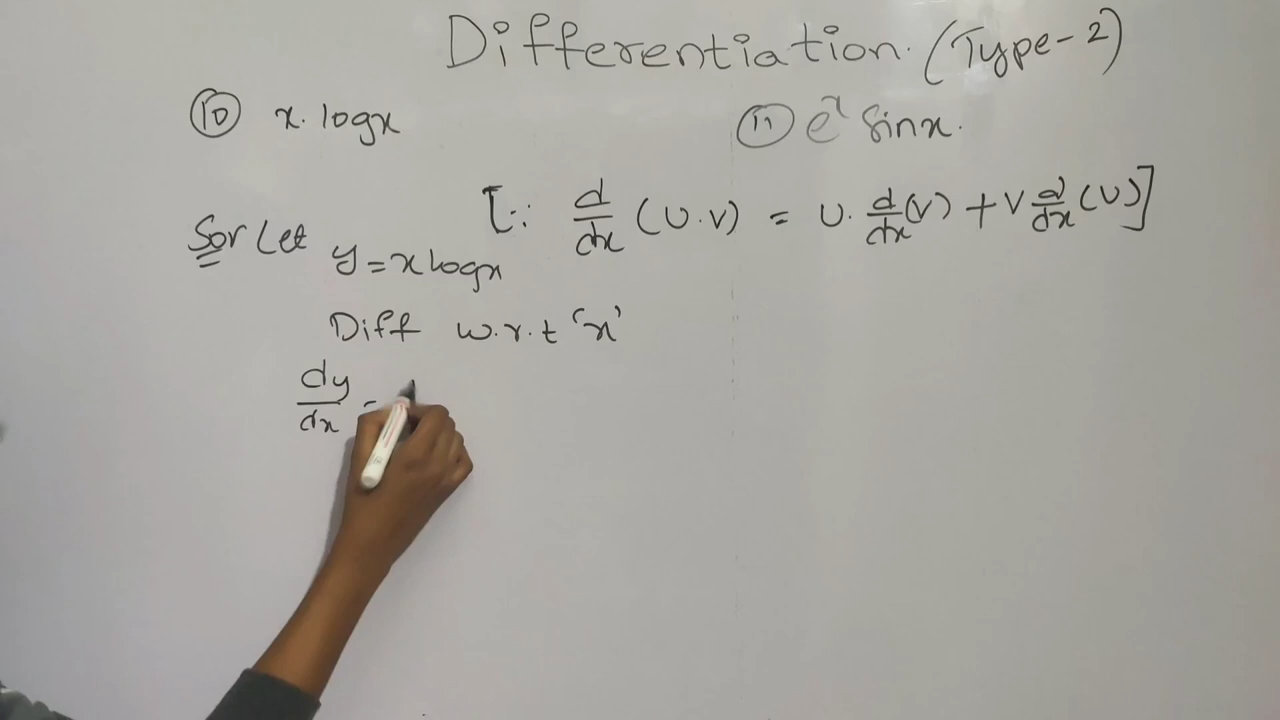 Differentiation. (Type-2)
10 x. logx
11 e^x sinx.
[∵ d/dx (U.V) = U. d/dx (V) + V d/dx (U)]
Sol Let y = x logx
Diff w.r.t 'x'
dy/dx =